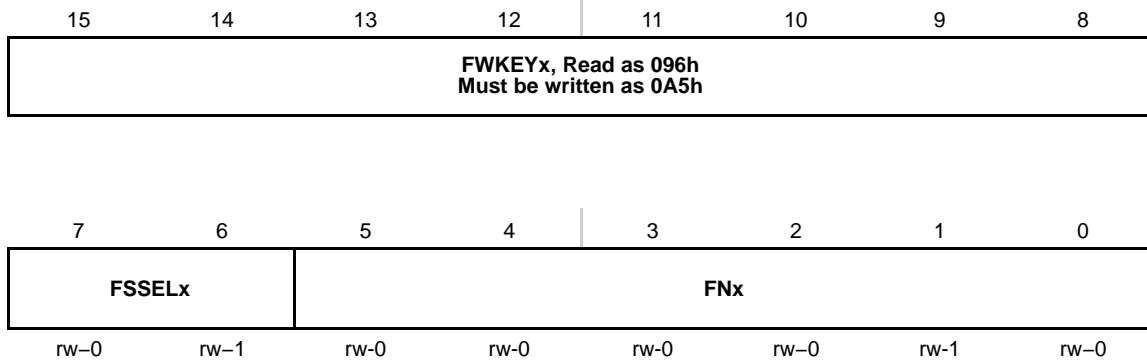 15 14 13 12 11 10 9 8
FWKEYx, Read as 096h
Must be written as 0A5h
7 6 5 4 3 2 1 0
FSSELx FNx
rw−0 rw−1 rw-0 rw-0 rw-0 rw−0 rw-1 rw−0